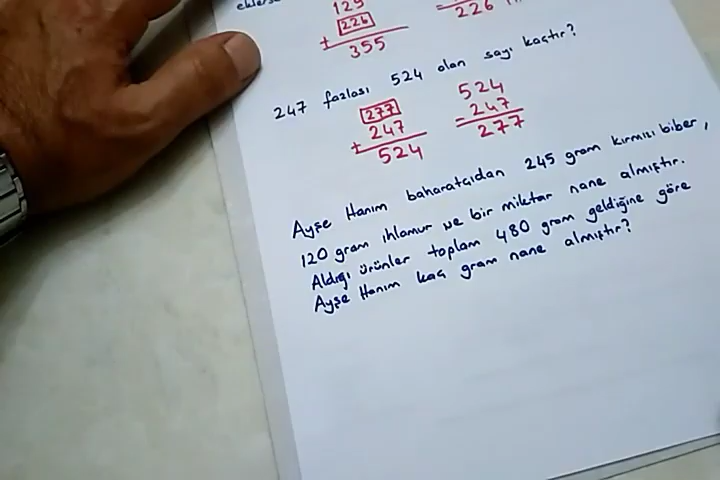 129
226
+
355
226
247 fazlası 524 olan sayı kaçtır?
277
+ 247
524
524
- 247
277
Ayşe Hanım baharatçıdan 245 gram kırmızı biber,
120 gram ıhlamur ve bir miktar nane almıştır.
Aldığı ürünler toplam 480 gram geldiğine göre
Ayşe Hanım kaç gram nane almıştır?